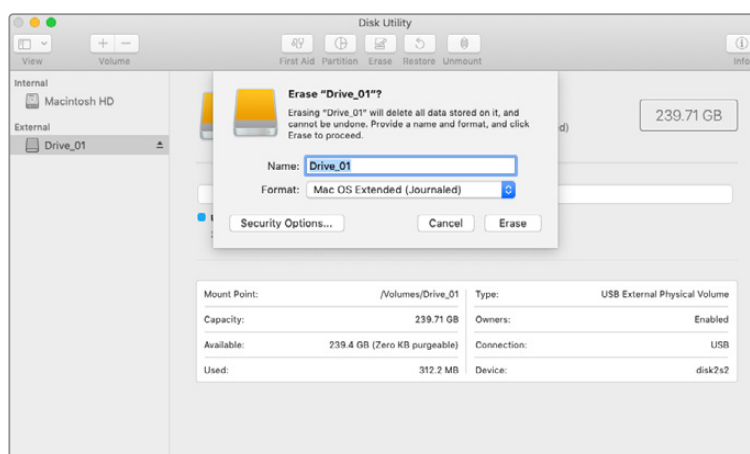 Disk Utility
View
Volume
First Aid
Partition
Erase
Restore
Unmount
Info
Internal
Macintosh HD
External
Drive_01
Erase “Drive_01”?
Erasing “Drive_01” will delete all data stored on it, and
cannot be undone. Provide a name and format, and click
Erase to proceed.
Name: Drive_01
Format: Mac OS Extended (Journaled)
Security Options...
Cancel
Erase
239.71 GB
Mount Point: /Volumes/Drive_01
Type: USB External Physical Volume
Capacity: 239.71 GB
Owners: Enabled
Available: 239.4 GB (Zero KB purgeable)
Connection: USB
Used: 312.2 MB
Device: disk2s2